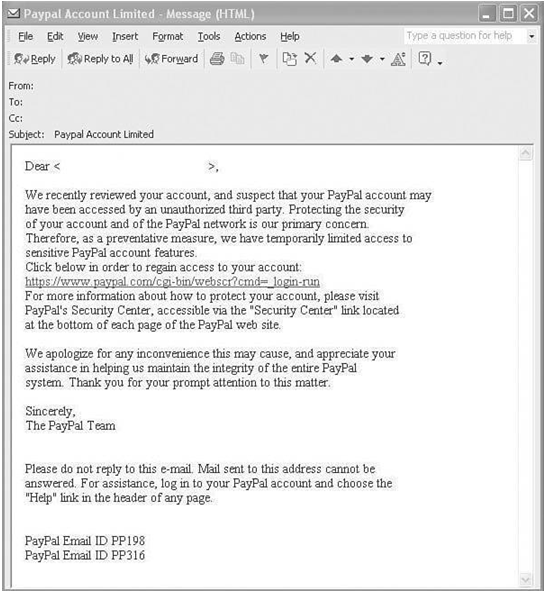 Paypal Account Limited - Message (HTML)
File Edit View Insert Format Tools Actions Help Type a question for help
Reply Reply to All Forward
From:
To:
Cc:
Subject: Paypal Account Limited
Dear < >,
We recently reviewed your account, and suspect that your PayPal account may
have been accessed by an unauthorized third party. Protecting the security
of your account and of the PayPal network is our primary concern.
Therefore, as a preventative measure, we have temporarily limited access to
sensitive PayPal account features.
Click below in order to regain access to your account:
https://www.paypal.com/cgi-bin/webscr?cmd=_login-run
For more information about how to protect your account, please visit
PayPal's Security Center, accessible via the "Security Center" link located
at the bottom of each page of the PayPal web site.
We apologize for any inconvenience this may cause, and appreciate your
assistance in helping us maintain the integrity of the entire PayPal
system. Thank you for your prompt attention to this matter.
Sincerely,
The PayPal Team
Please do not reply to this e-mail. Mail sent to this address cannot be
answered. For assistance, log in to your PayPal account and choose the
"Help" link in the header of any page.
PayPal Email ID PP198
PayPal Email ID PP316